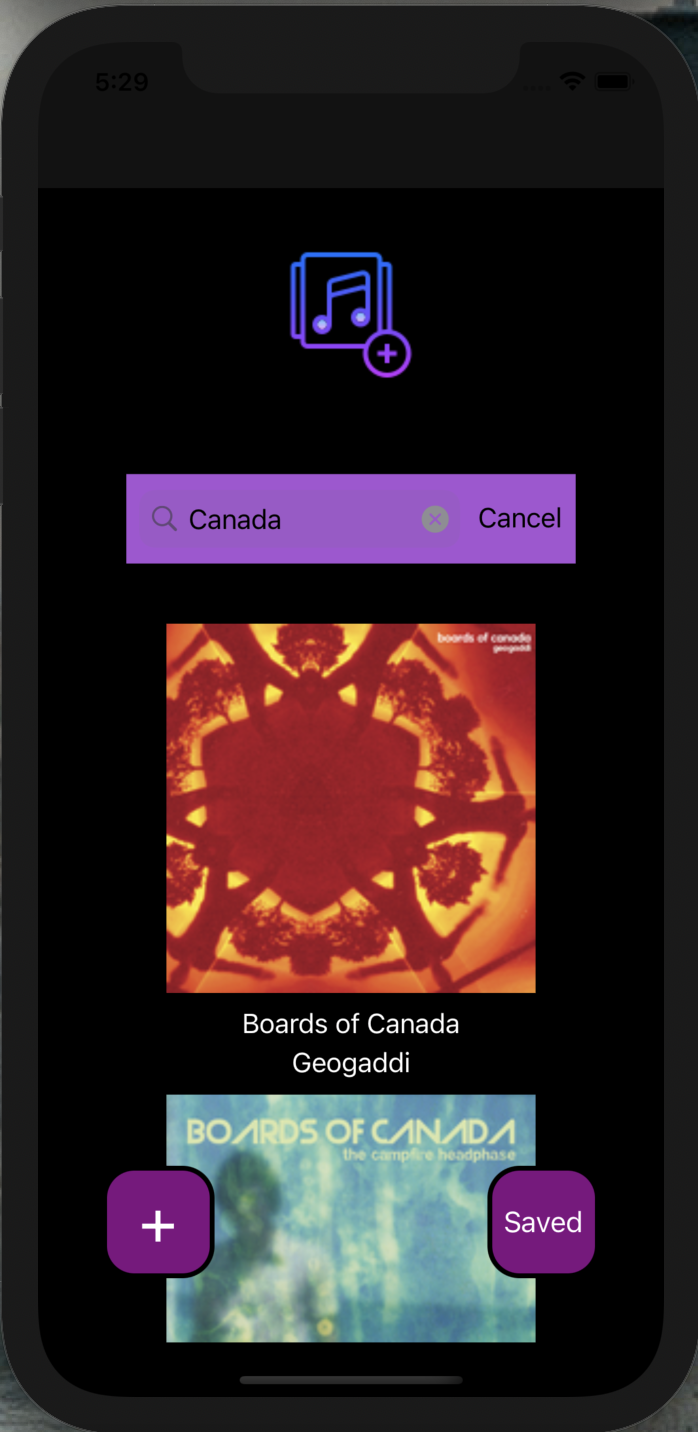 5:29
Canada
Cancel
boards of canada
geogaddi
Boards of Canada
Geogaddi
BOARDS OF CANADA
the campfire headphase
+
Saved